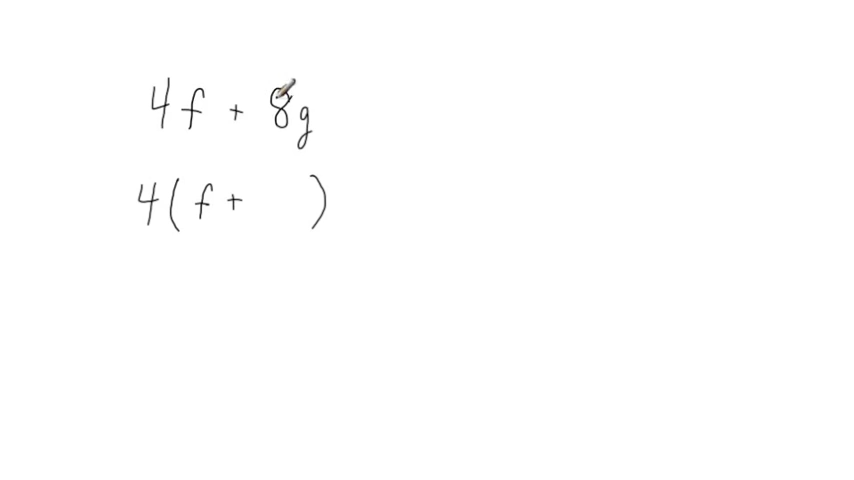 4f + 8g
4( f +     )